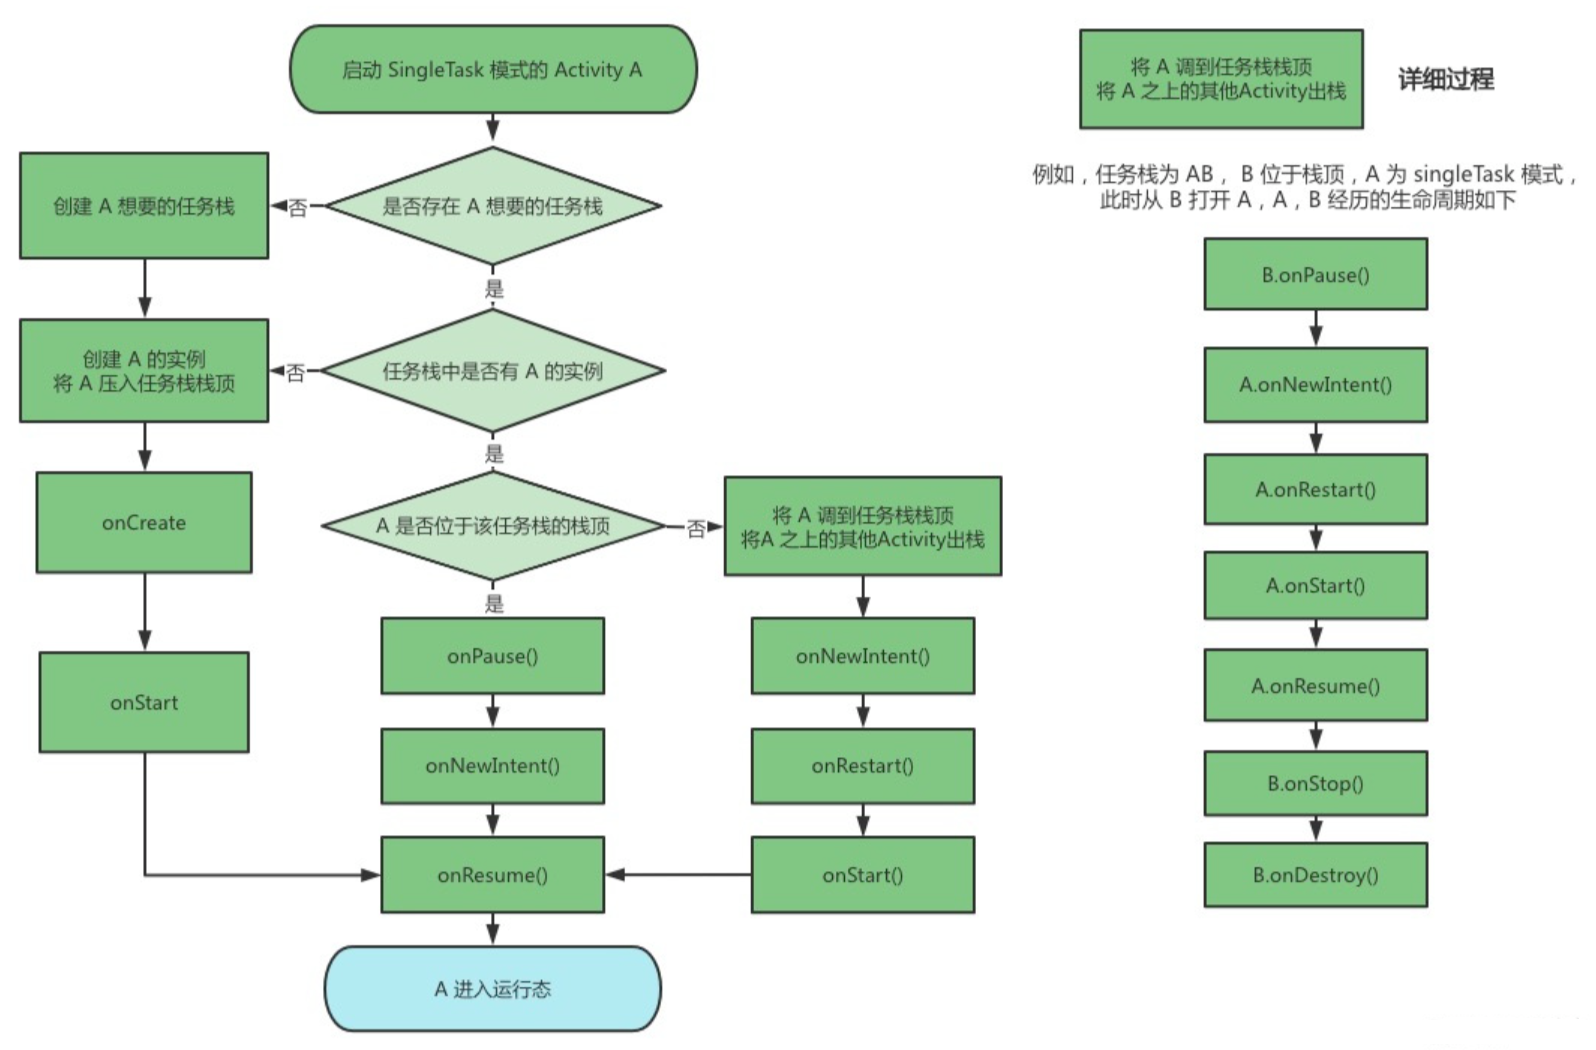 启动 SingleTask 模式的 Activity A
是否存在 A 想要的任务栈
否
创建 A 想要的任务栈
是
任务栈中是否有 A 的实例
否
创建 A 的实例
将 A 压入任务栈栈顶
onCreate
onStart
是
A 是否位于该任务栈的栈顶
否
将 A 调到任务栈栈顶
将A 之上的其他Activity出栈
是
onPause()
onNewIntent()
onResume()
onNewIntent()
onRestart()
onStart()
A 进入运行态
将 A 调到任务栈栈顶
将 A 之上的其他Activity出栈
详细过程
例如，任务栈为 AB， B 位于栈顶，A 为 singleTask 模式，
此时从 B 打开 A，A，B 经历的生命周期如下
B.onPause()
A.onNewIntent()
A.onRestart()
A.onStart()
A.onResume()
B.onStop()
B.onDestroy()